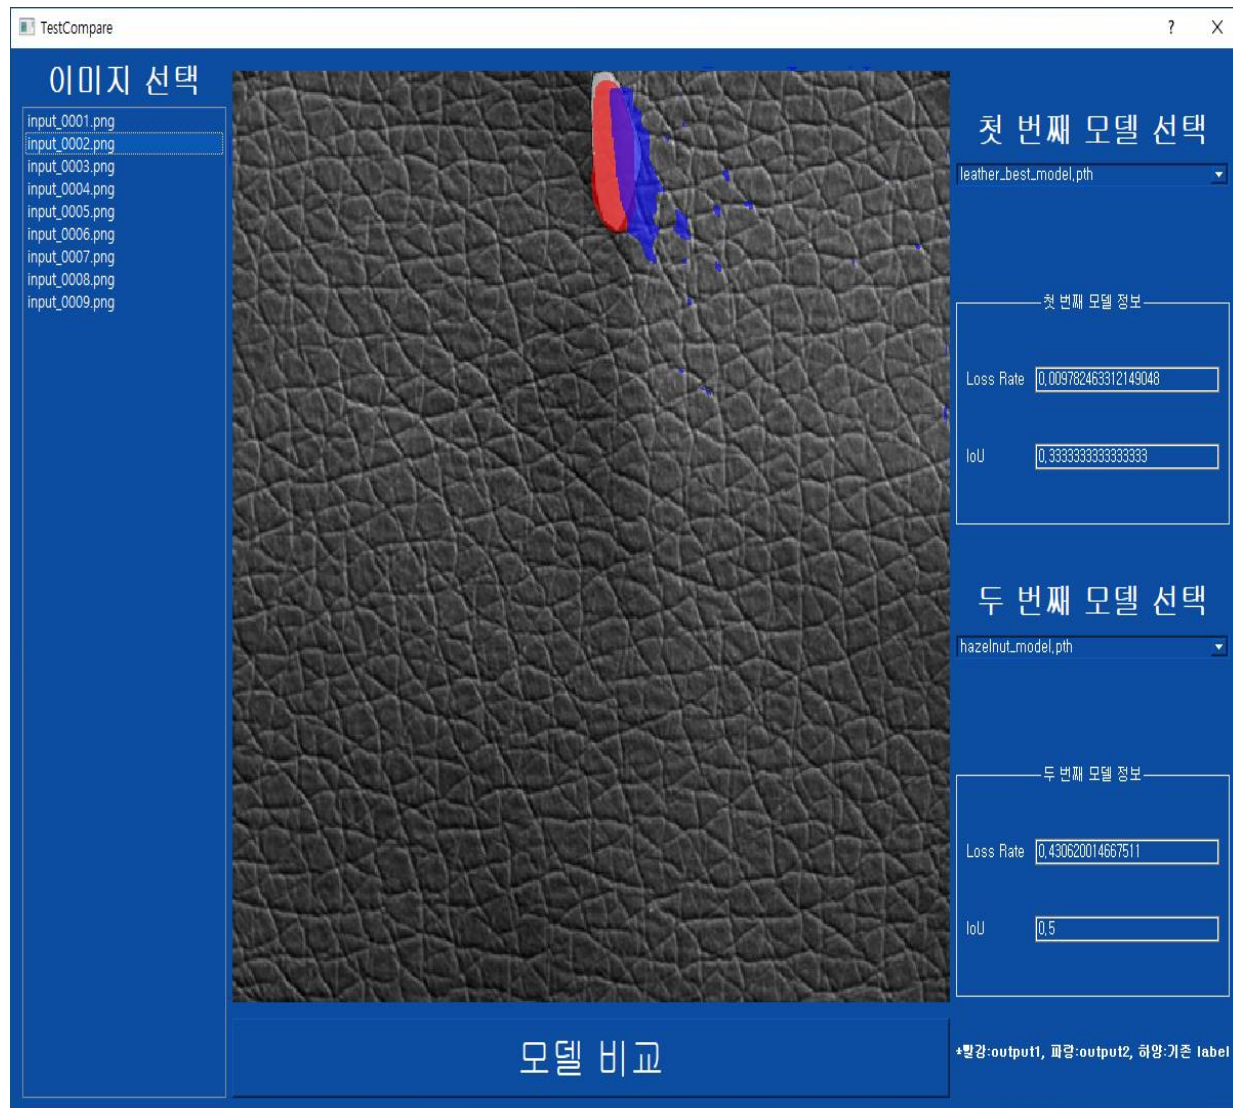 TestCompare
이미지 선택
input_0001.png
input_0002.png
input_0003.png
input_0004.png
input_0005.png
input_0006.png
input_0007.png
input_0008.png
input_0009.png
첫 번째 모델 선택
leather_best_model.pth
첫 번째 모델 정보
Loss Rate 0.009782463312149048
IoU 0.3333333333333333
두 번째 모델 선택
hazelnut_model.pth
두 번째 모델 정보
Loss Rate 0.430620014667511
IoU 0.5
모델 비교
*빨강:output1, 파랑:output2, 하양:기존 label